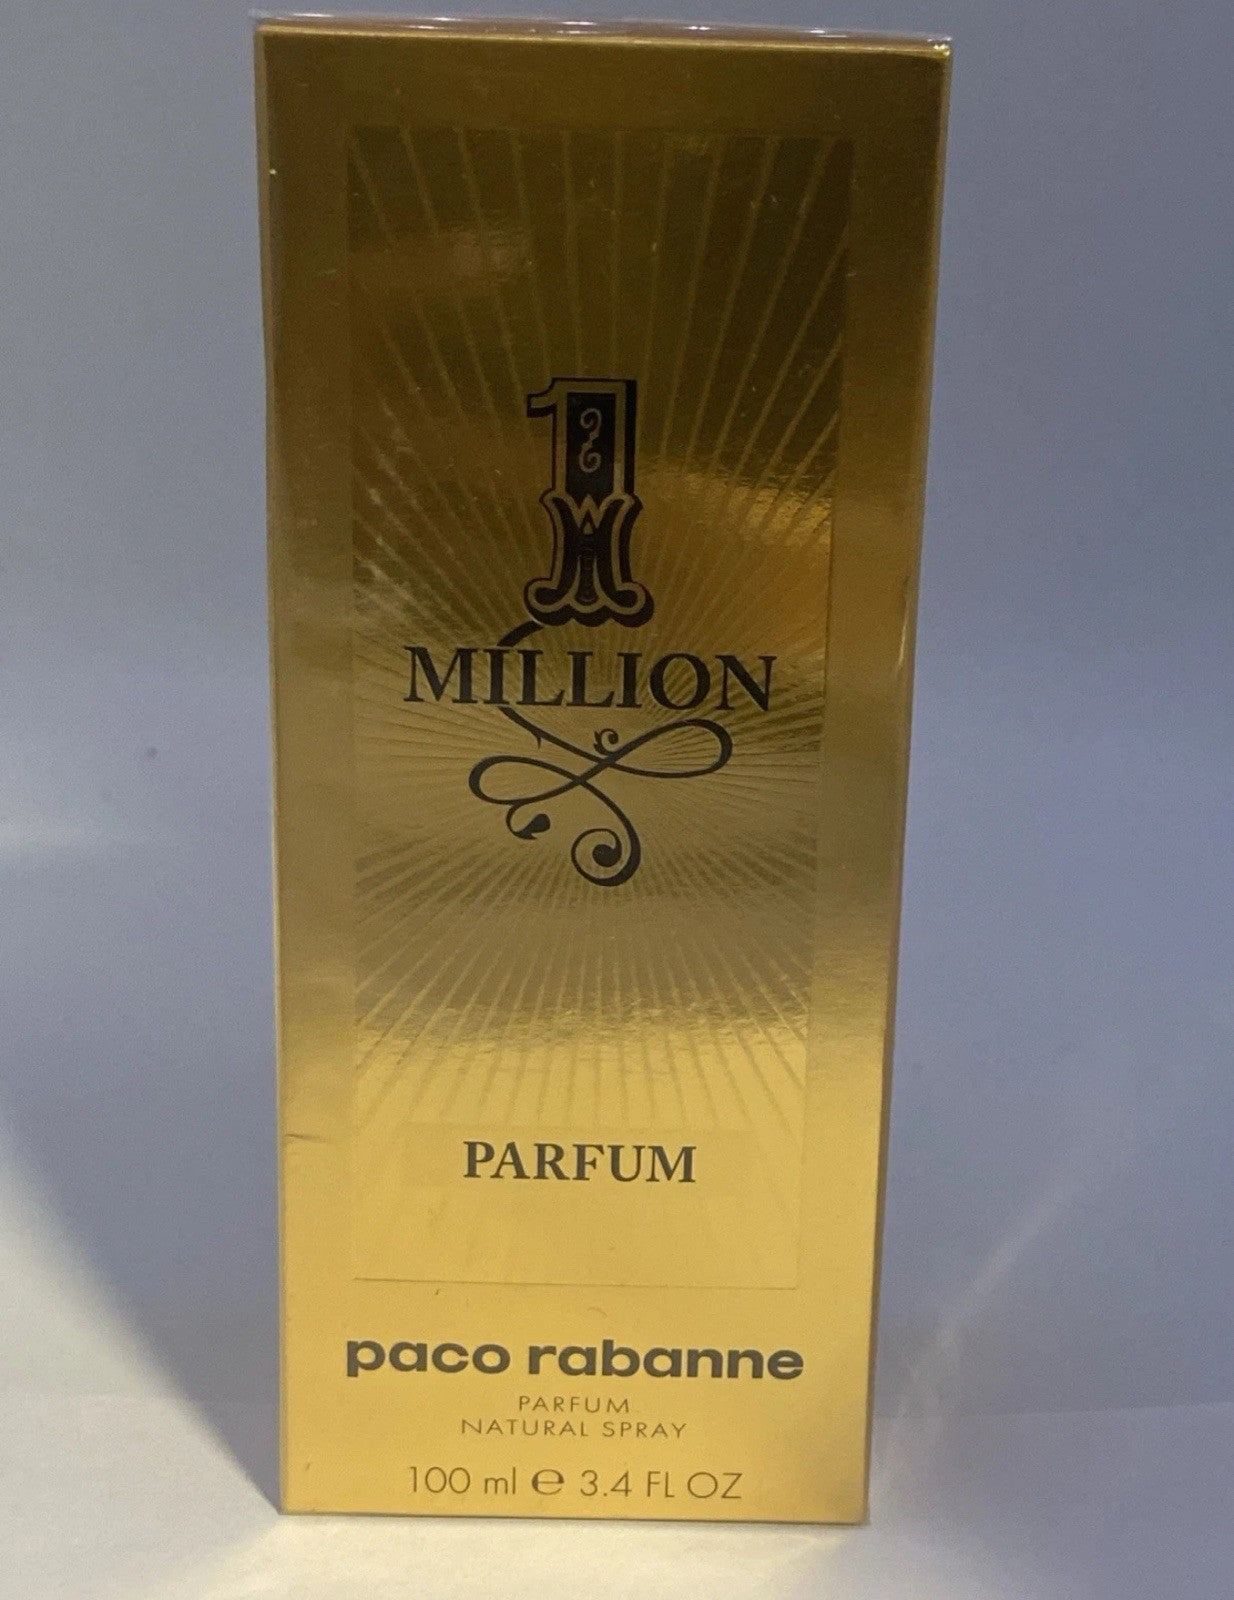 1
MILLION
PARFUM
paco rabanne
PARFUM
NATURAL SPRAY
100 ml ℮ 3.4 FL OZ